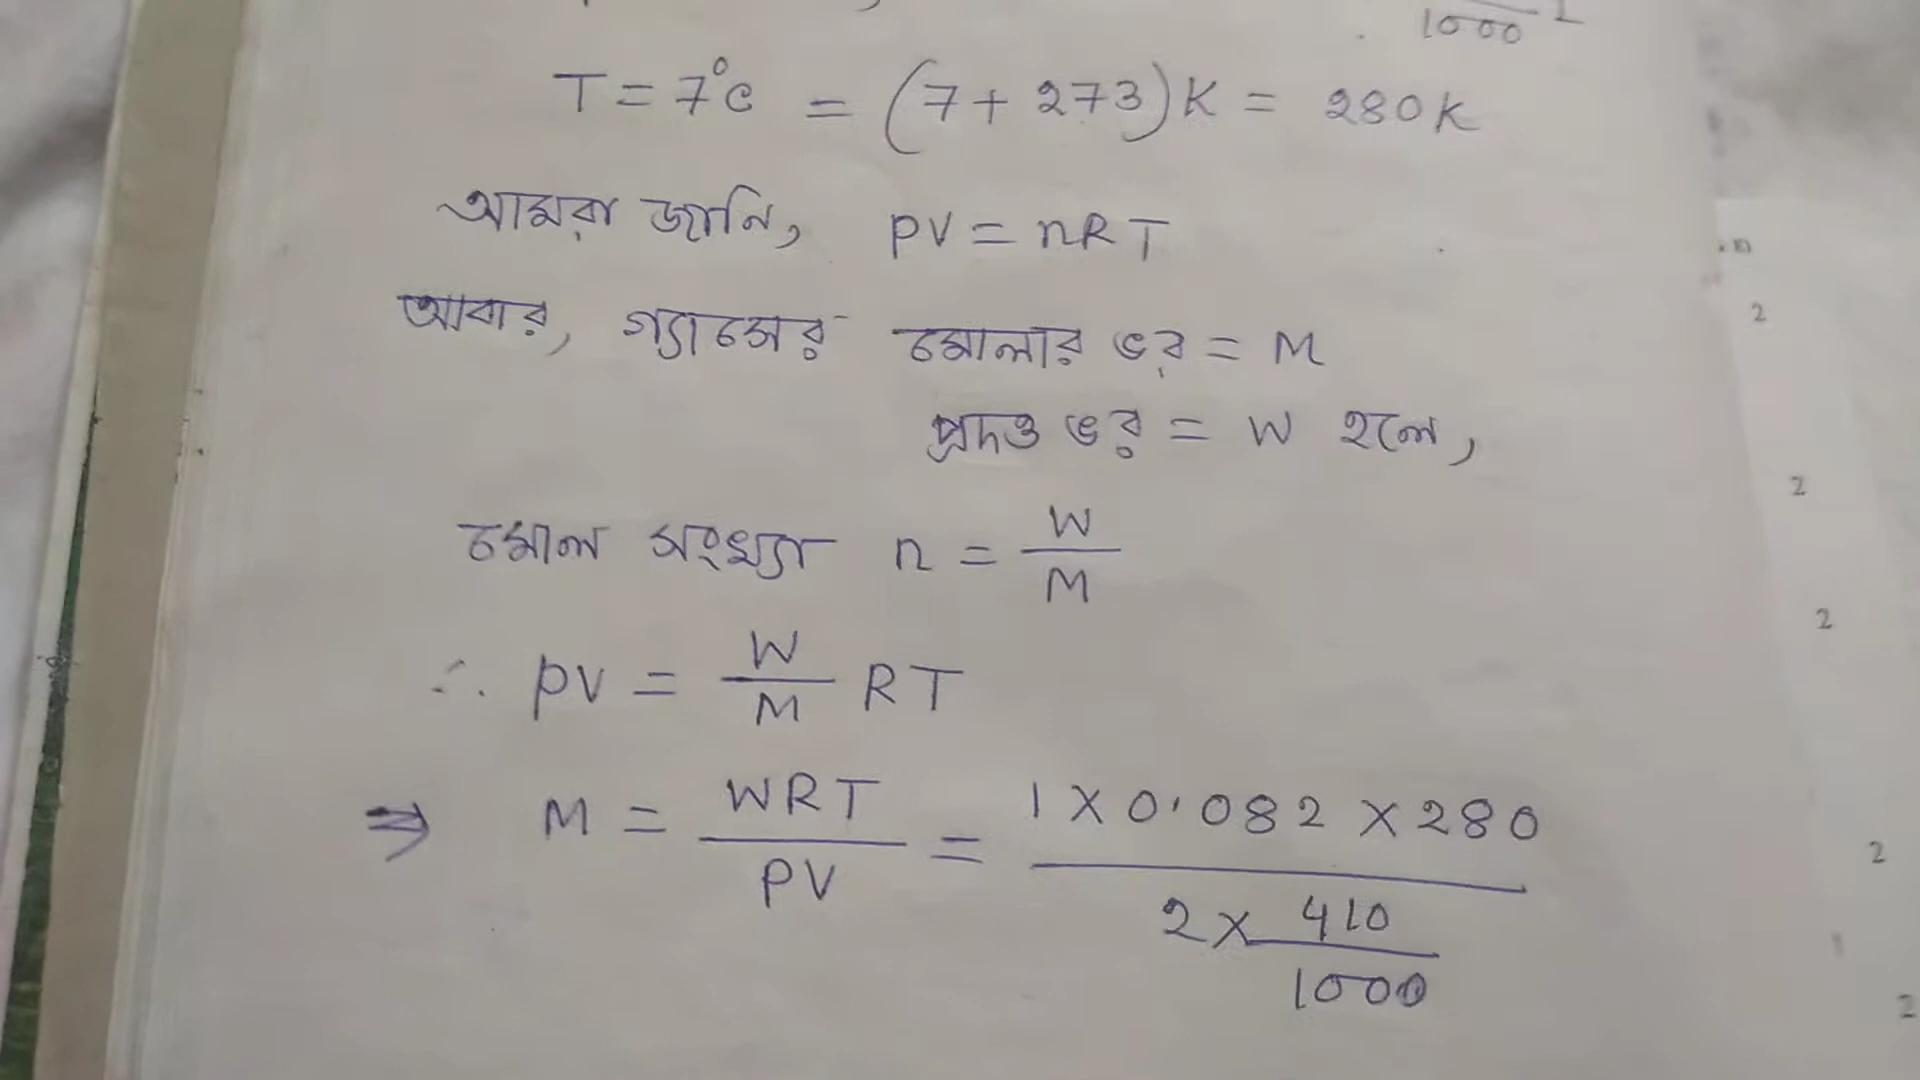 1000
T = 7°C = (7 + 273)K = 280K
আমরা জানি, PV = nRT
আবার, গ্যাসের মোলার ভর = M
প্রদত্ত ভর = W হলে,
মোল সংখ্যা n = W/M
∴ PV = W/M RT
⇒ M = WRT/PV = 1 × 0.082 × 280 / 2 × 410/1000